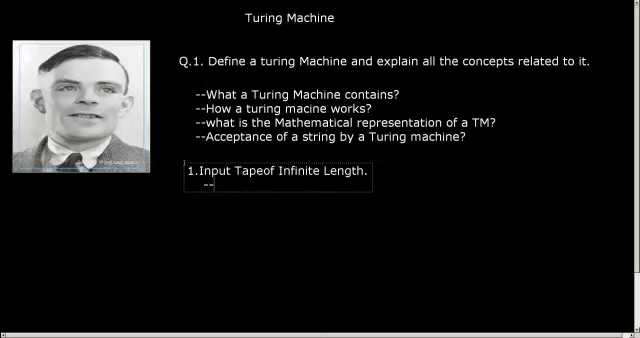 Turing Machine
Q.1. Define a turing Machine and explain all the concepts related to it.
--What a Turing Machine contains?
--How a turing macine works?
--what is the Mathematical representation of a TM?
--Acceptance of a string by a Turing machine?
1.Input Tapeof Infinite Length.
--